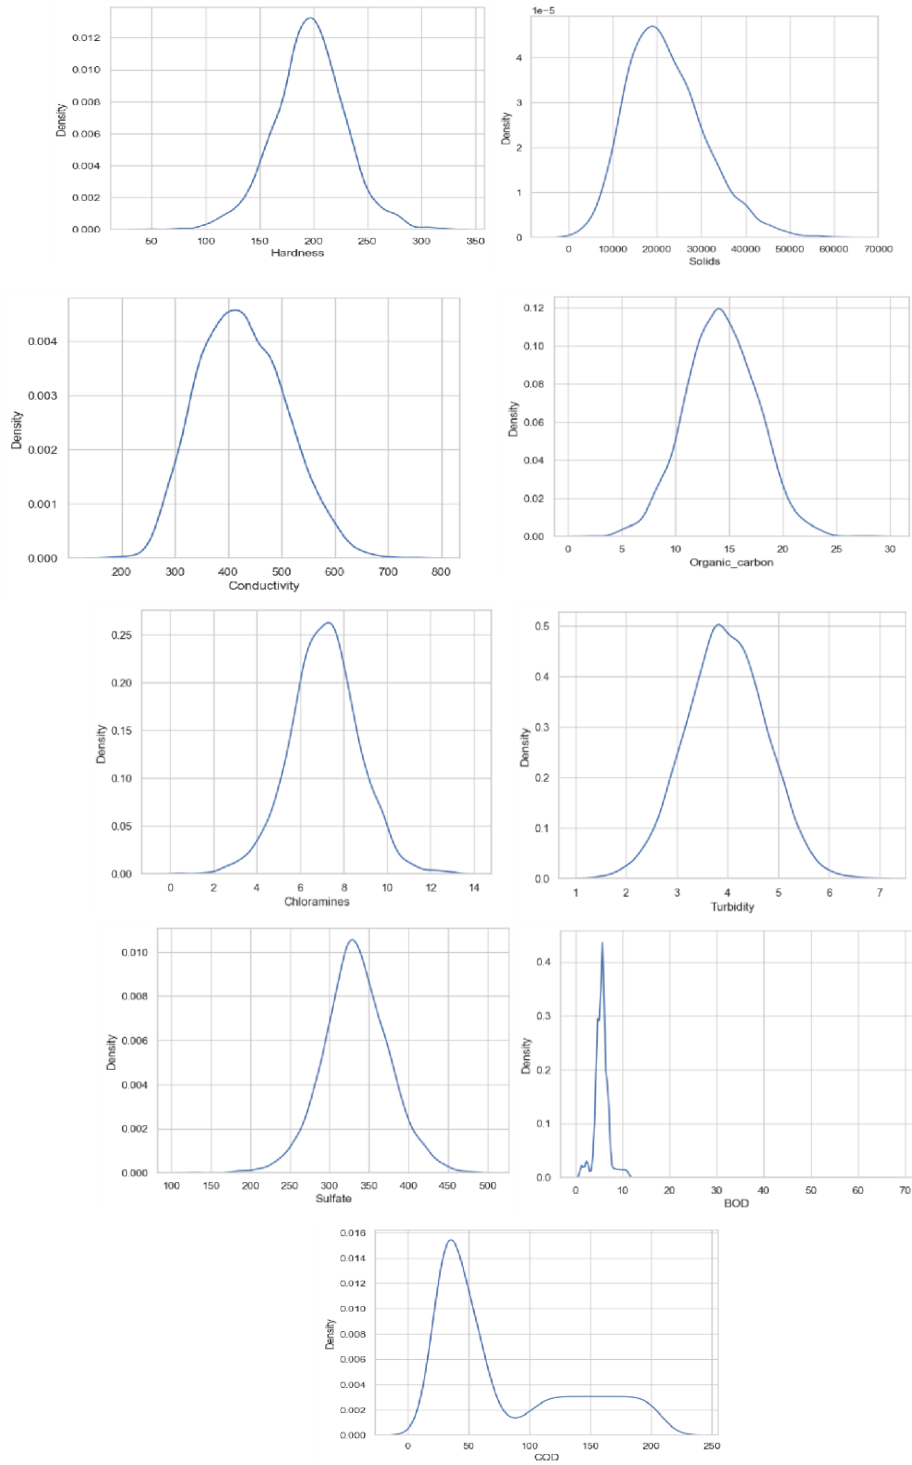 0.012
0.010
0.008
0.006
0.004
0.002
0.000
Density
50 100 150 200 250 300 350
Hardness
1e−5
4
3
2
1
0
Density
0 10000 20000 30000 40000 50000 60000 70000
Solids
0.004
0.003
0.002
0.001
0.000
Density
200 300 400 500 600 700 800
Conductivity
0.12
0.10
0.08
0.06
0.04
0.02
0.00
Density
0 5 10 15 20 25 30
Organic_carbon
0.25
0.20
0.15
0.10
0.05
0.00
Density
0 2 4 6 8 10 12 14
Chloramines
0.5
0.4
0.3
0.2
0.1
0.0
Density
1 2 3 4 5 6 7
Turbidity
0.010
0.008
0.006
0.004
0.002
0.000
Density
100 150 200 250 300 350 400 450 500
Sulfate
0.4
0.3
0.2
0.1
0.0
Density
0 10 20 30 40 50 60 70
BOD
0.016
0.014
0.012
0.010
0.008
0.006
0.004
0.002
0.000
Density
0 50 100 150 200 250
COD